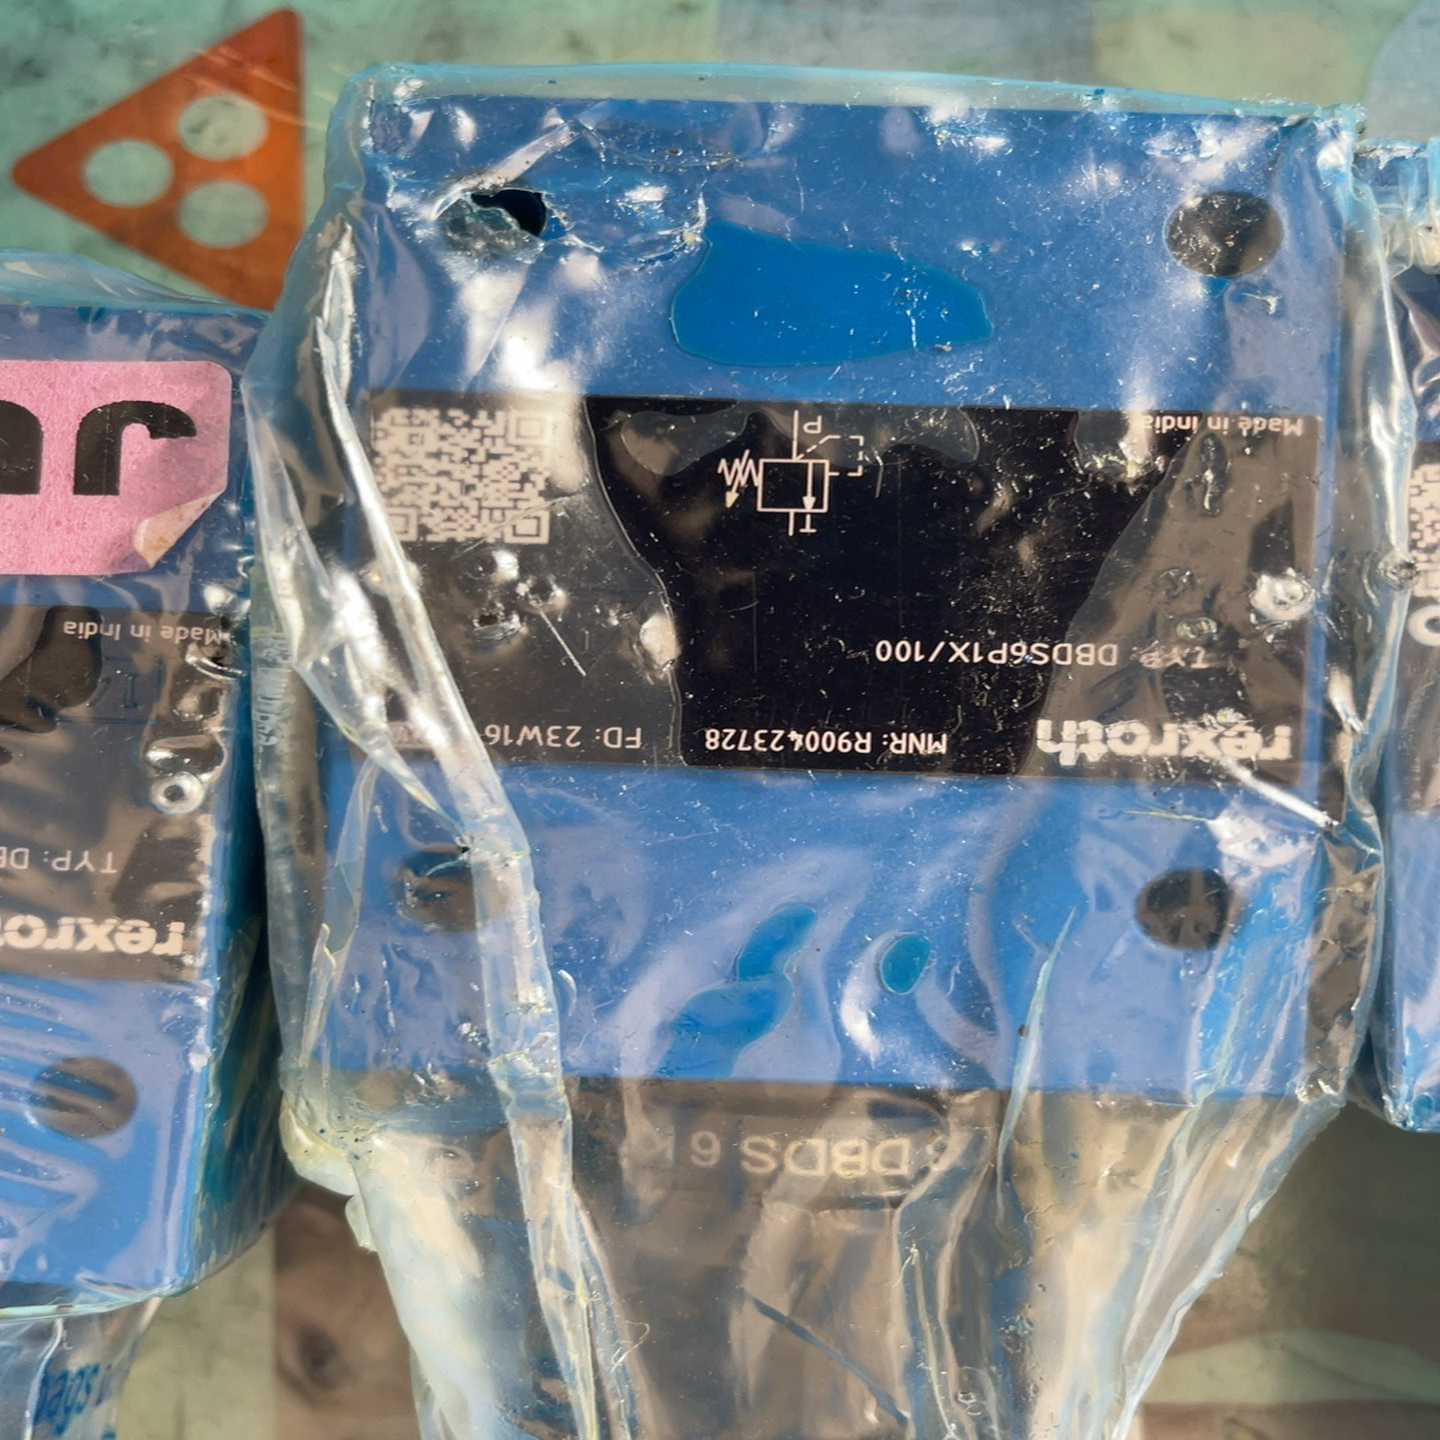 rexroth MNR: R900423728 FD: 23W16
TYP: DBDS6P1X/100
Made in India
T
P
DBDS 6
rexro
TYP: DB
Made in India